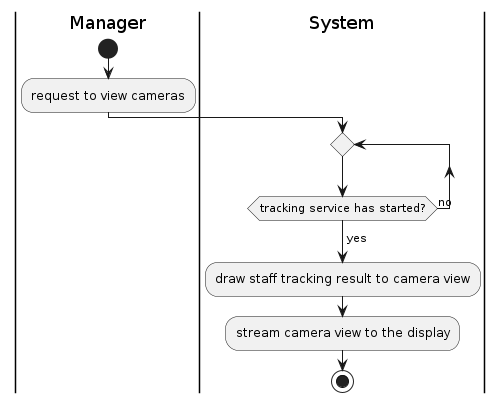 Manager
System
request to view cameras
tracking service has started?
no
yes
draw staff tracking result to camera view
stream camera view to the display